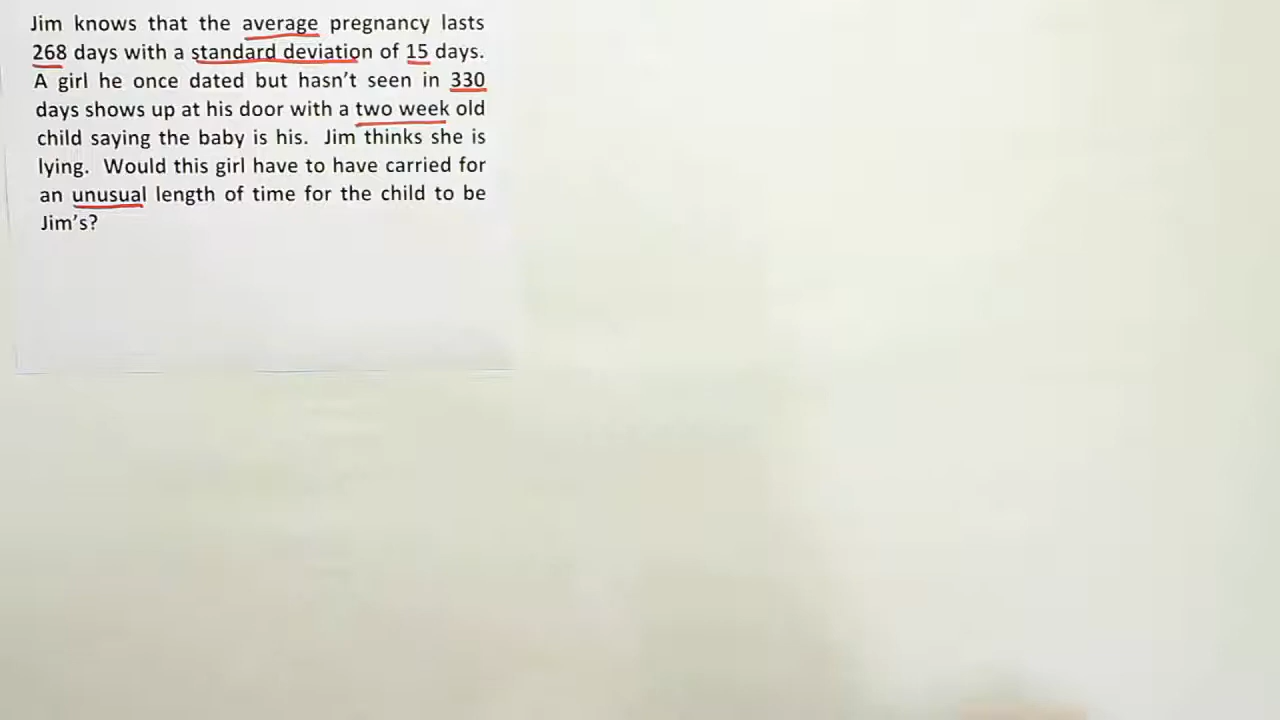 Jim knows that the average pregnancy lasts
268 days with a standard deviation of 15 days.
A girl he once dated but hasn't seen in 330
days shows up at his door with a two week old
child saying the baby is his. Jim thinks she is
lying. Would this girl have to have carried for
an unusual length of time for the child to be
Jim's?